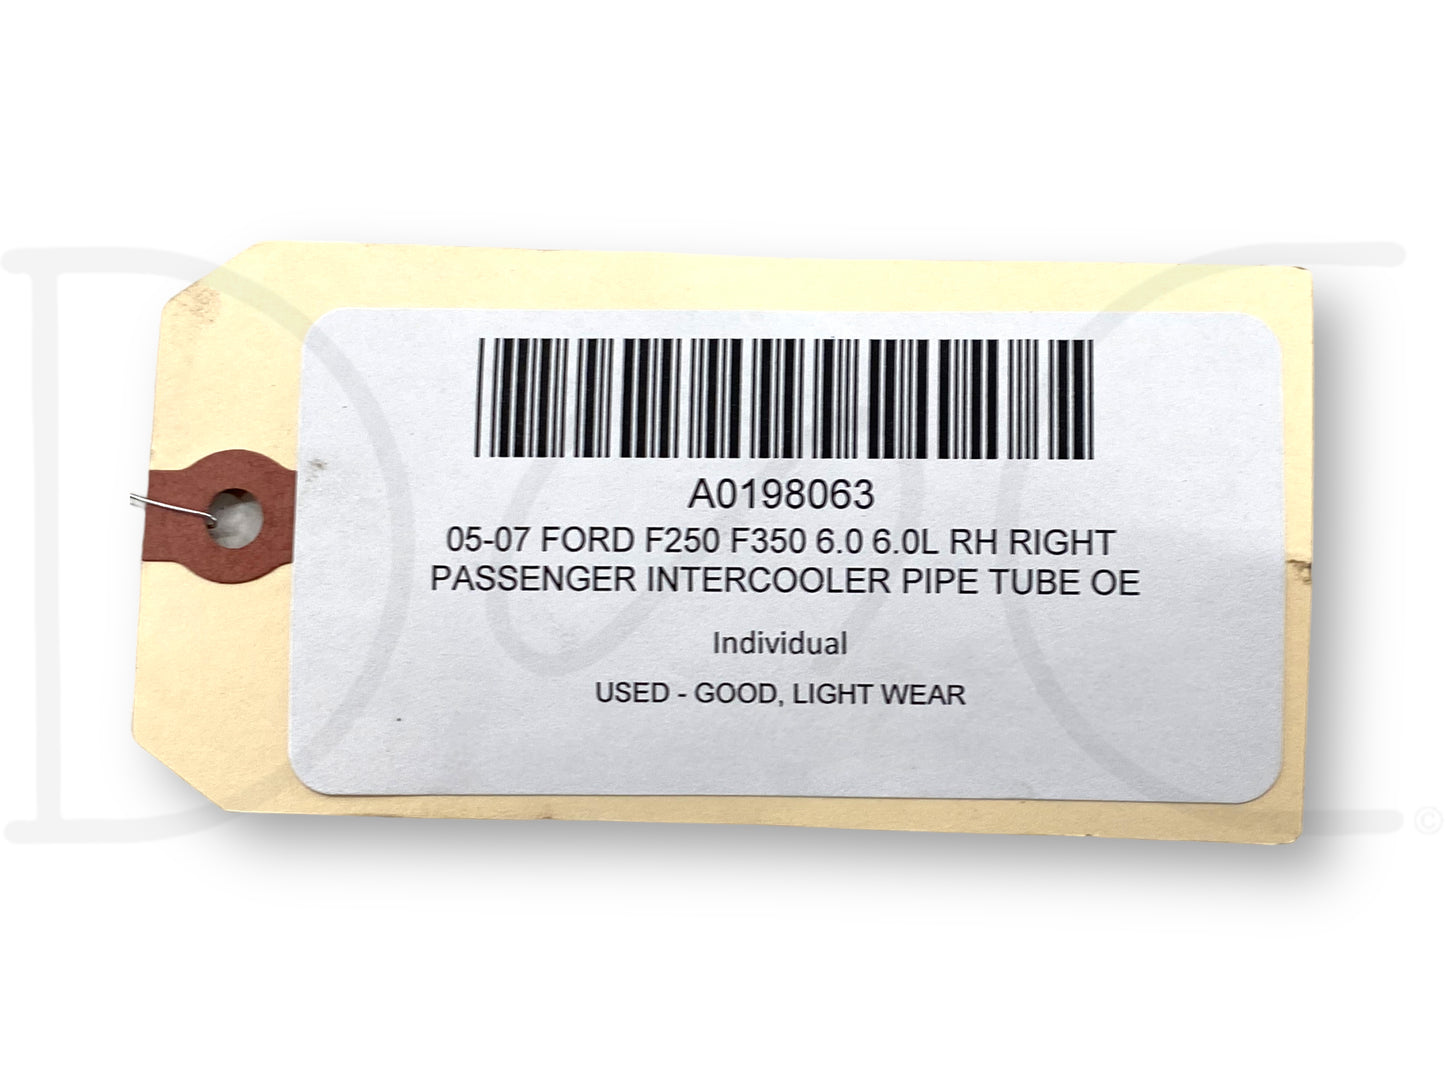 A0198063
05-07 FORD F250 F350 6.0 6.0L RH RIGHT
PASSENGER INTERCOOLER PIPE TUBE OE
Individual
USED - GOOD, LIGHT WEAR
©